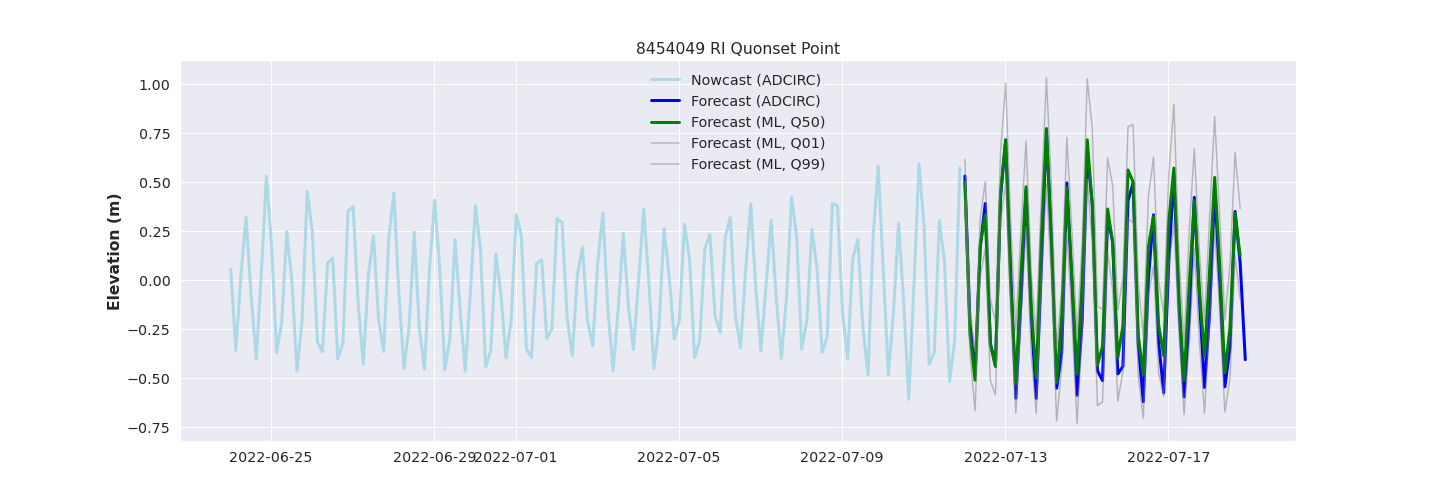 8454049 RI Quonset Point
Nowcast (ADCIRC)
Forecast (ADCIRC)
Forecast (ML, Q50)
Forecast (ML, Q01)
Forecast (ML, Q99)
Elevation (m)
1.00
0.75
0.50
0.25
0.00
−0.25
−0.50
−0.75
2022-06-25 2022-06-29 2022-07-01 2022-07-05 2022-07-09 2022-07-13 2022-07-17